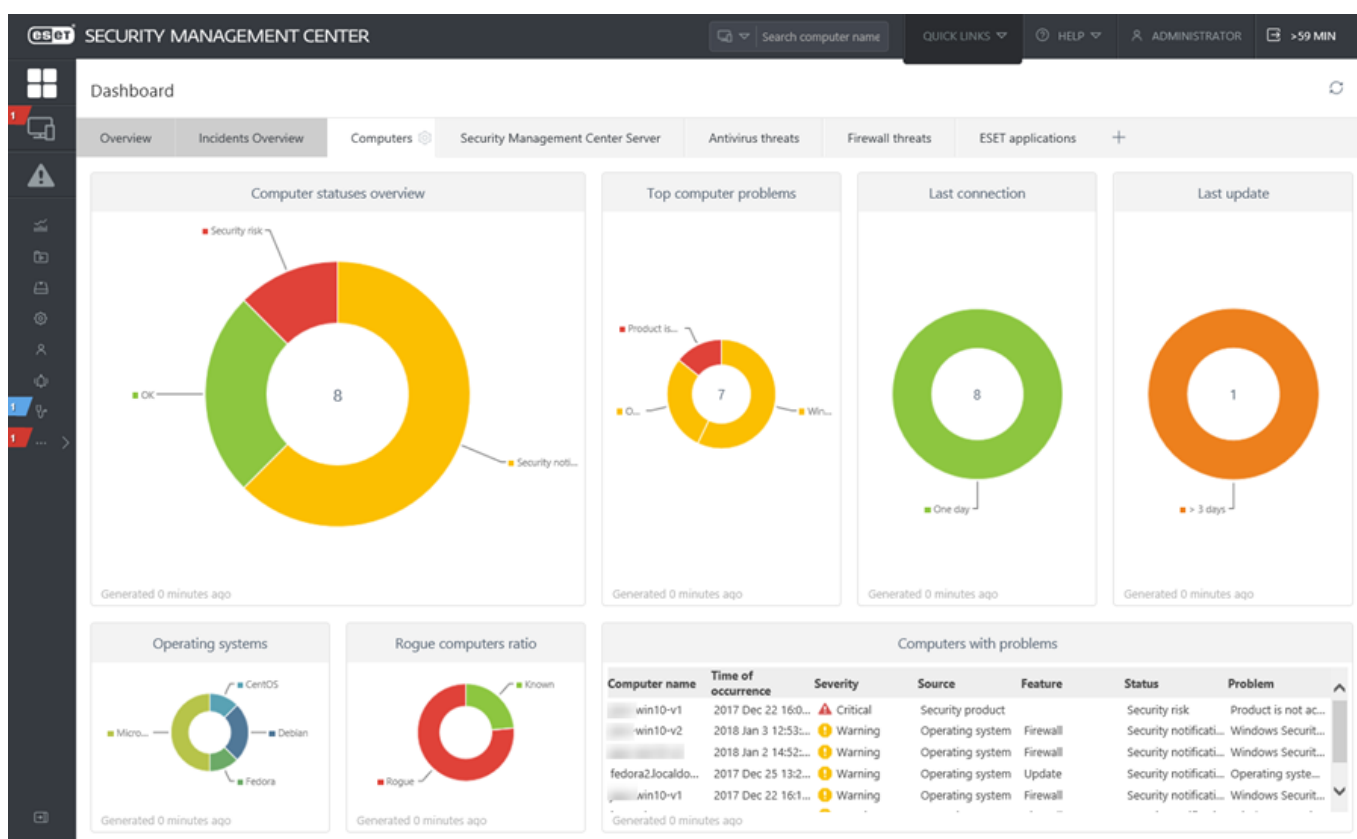 eset SECURITY MANAGEMENT CENTER
Search computer name
QUICK LINKS
HELP
ADMINISTRATOR
>59 MIN
Dashboard
1
Overview
Incidents Overview
Computers
Security Management Center Server
Antivirus threats
Firewall threats
ESET applications
+
Computer statuses overview
Security risk
OK
8
Security noti...
Generated 0 minutes ago
Top computer problems
Product is...
O...
7
Win...
Generated 0 minutes ago
Last connection
8
One day
Generated 0 minutes ago
Last update
1
> 3 days
Generated 0 minutes ago
1
1
...
Operating systems
CentOS
Micro...
Debian
Fedora
Generated 0 minutes ago
Rogue computers ratio
Known
Rogue
Generated 0 minutes ago
Computers with problems
Computer name Time of occurrence Severity Source Feature Status Problem
win10-v1 2017 Dec 22 16:0... Critical Security product Security risk Product is not ac...
-win10-v2 2018 Jan 3 12:53:... Warning Operating system Firewall Security notificati... Windows Securit...
2018 Jan 2 14:52:... Warning Operating system Firewall Security notificati... Windows Securit...
fedora2.localdo... 2017 Dec 25 13:2... Warning Operating system Update Security notificati... Operating syste...
win10-v1 2017 Dec 22 16:1... Warning Operating system Firewall Security notificati... Windows Securit...
Generated 0 minutes ago